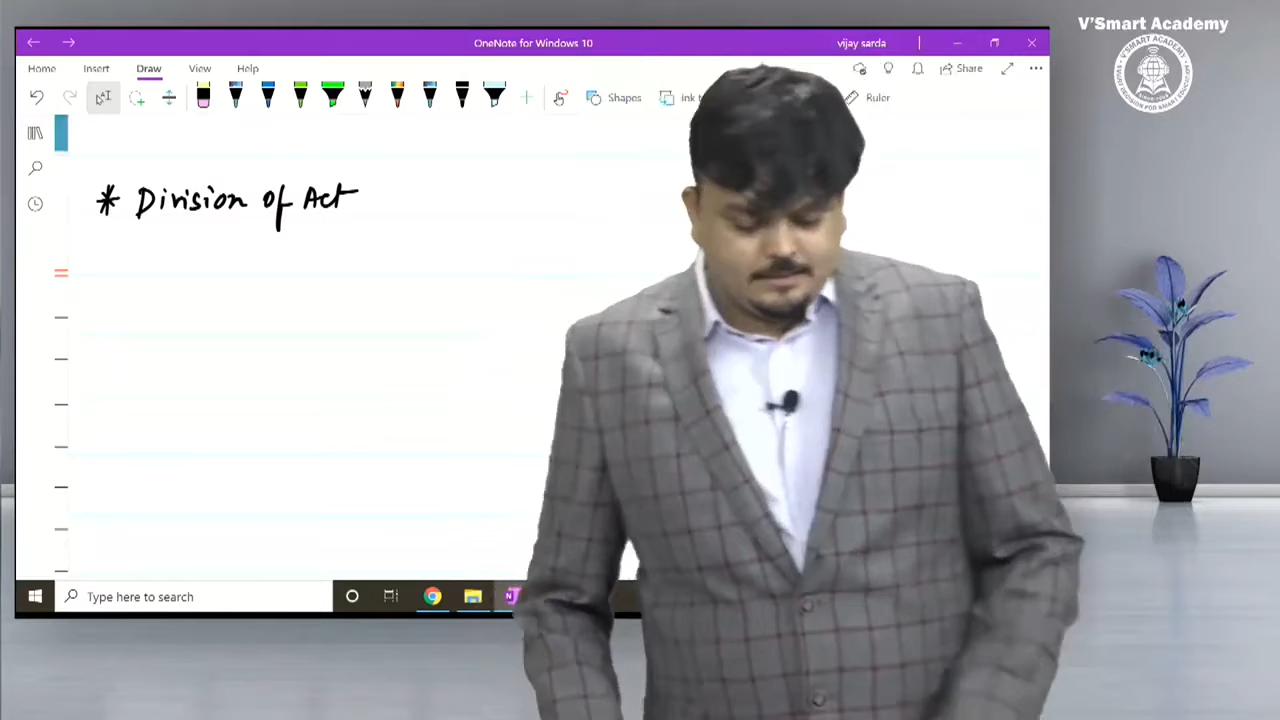 V'Smart Academy
OneNote for Windows 10
vijay sarda
Home Insert Draw View Help
Share
Shapes
Ink t
Ruler
* Division of Act
Type here to search